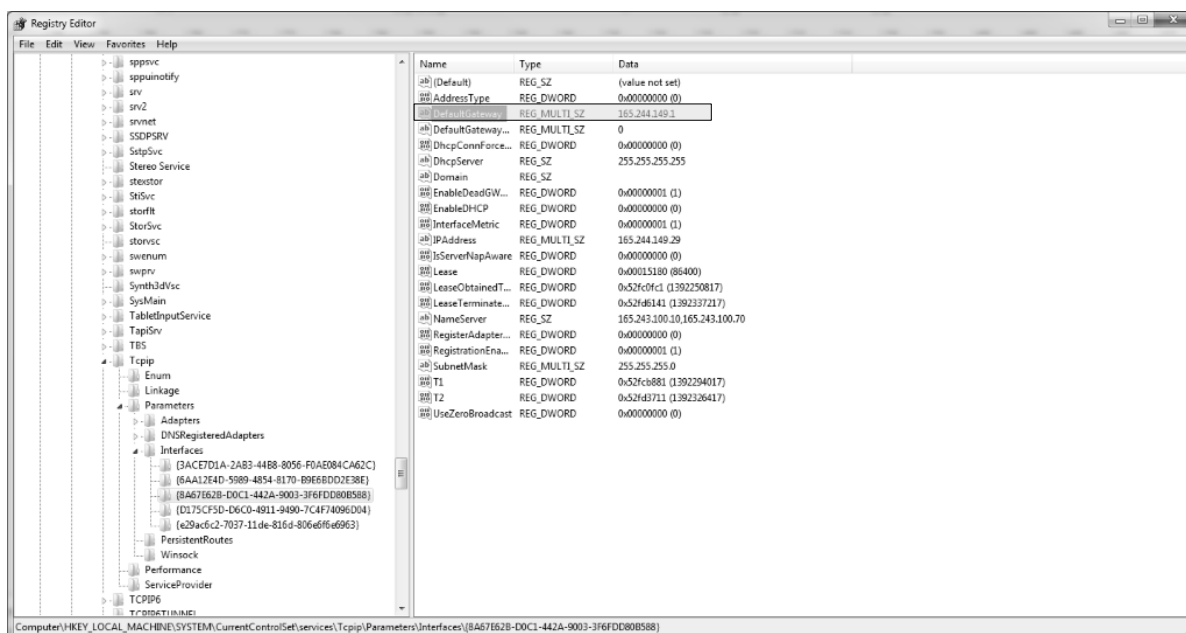 Registry Editor
File Edit View Favorites Help
sppsvc
sppuinotify
srv
srv2
srvnet
SSDPSRV
SstpSvc
Stereo Service
stexstor
StiSvc
storflt
StorSvc
storvsc
swenum
swprv
Synth3dVsc
SysMain
TabletInputService
TapiSrv
TBS
Tcpip
Enum
Linkage
Parameters
Adapters
DNSRegisteredAdapters
Interfaces
{3ACE7D1A-2AB3-44B8-8056-F0AE084CA62C}
{6AA12E4D-5989-4854-8170-B9E6BDD2E38E}
{8A67E62B-D0C1-442A-9003-3F6FDD80B588}
{D175CF5D-D6C0-4911-9490-7C4F74096D04}
{e29ac6c2-7037-11de-816d-806e6f6e6963}
PersistentRoutes
Winsock
Performance
ServiceProvider
TCPIP6
TCPIP6TUNNEL
Name Type Data
(Default) REG_SZ (value not set)
AddressType REG_DWORD 0x00000000 (0)
DefaultGateway REG_MULTI_SZ 165.244.149.1
DefaultGateway... REG_MULTI_SZ 0
DhcpConnForce... REG_DWORD 0x00000000 (0)
DhcpServer REG_SZ 255.255.255.255
Domain REG_SZ
EnableDeadGW... REG_DWORD 0x00000001 (1)
EnableDHCP REG_DWORD 0x00000000 (0)
InterfaceMetric REG_DWORD 0x00000001 (1)
IPAddress REG_MULTI_SZ 165.244.149.29
IsServerNapAware REG_DWORD 0x00000000 (0)
Lease REG_DWORD 0x00015180 (86400)
LeaseObtainedT... REG_DWORD 0x52fc0fc1 (1392250817)
LeaseTerminate... REG_DWORD 0x52fd6141 (1392337217)
NameServer REG_SZ 165.243.100.10,165.243.100.70
RegisterAdapter... REG_DWORD 0x00000000 (0)
RegistrationEna... REG_DWORD 0x00000001 (1)
SubnetMask REG_MULTI_SZ 255.255.255.0
T1 REG_DWORD 0x52fcb881 (1392294017)
T2 REG_DWORD 0x52fd3711 (1392326417)
UseZeroBroadcast REG_DWORD 0x00000000 (0)
Computer\HKEY_LOCAL_MACHINE\SYSTEM\CurrentControlSet\services\Tcpip\Parameters\Interfaces\{8A67E62B-D0C1-442A-9003-3F6FDD80B588}